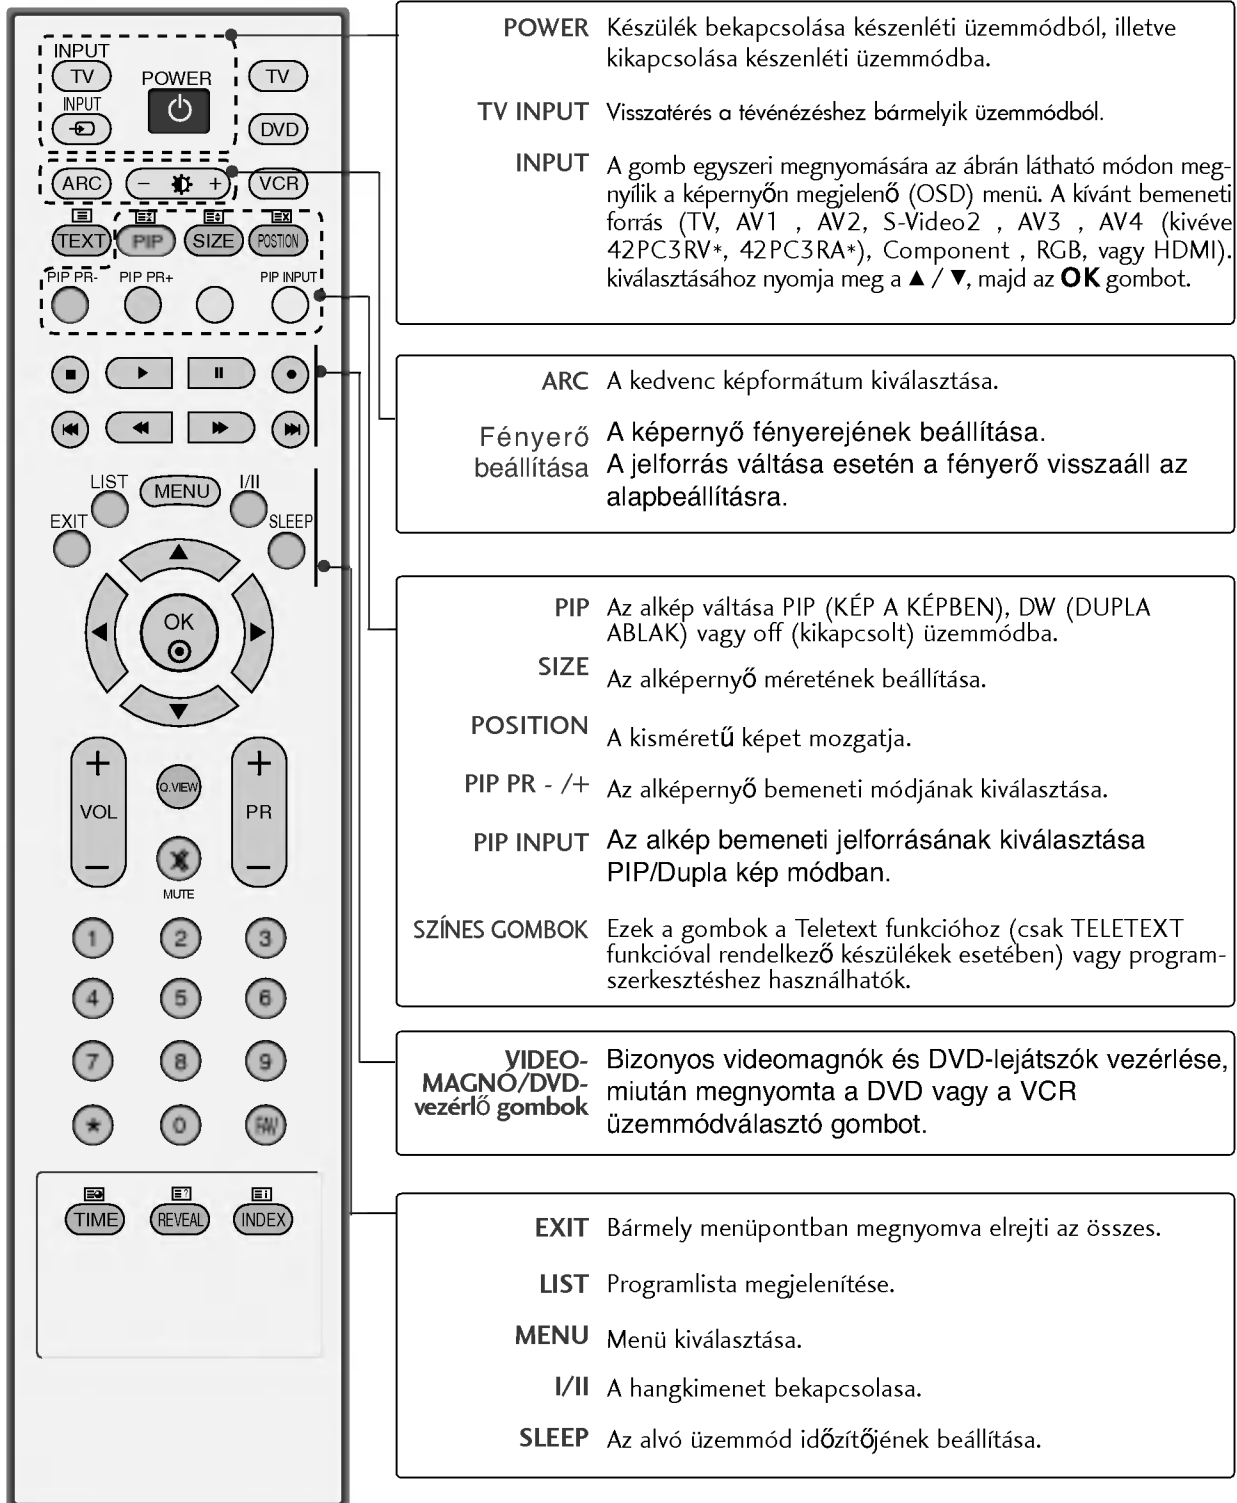 INPUT
TV
POWER
TV
INPUT
DVD
ARC
- +
VCR
TEXT
PIP
SIZE
POSTION
PIP PR-
PIP PR+
PIP INPUT
LIST
MENU
I/II
EXIT
SLEEP
OK
+
VOL
-
Q.VIEW
+
PR
-
MUTE
1 2 3
4 5 6
7 8 9
* 0 FAV
TIME
REVEAL
INDEX
POWER Készülék bekapcsolása készenléti üzemmódból, illetve
kikapcsolása készenléti üzemmódba.
TV INPUT Visszatérés a tévénézéshez bármelyik üzemmódból.
INPUT A gomb egyszeri megnyomására az ábrán látható módon meg-
nyílik a képernyőn megjelenő (OSD) menü. A kívánt bemeneti
forrás (TV, AV1 , AV2, S-Video2 , AV3 , AV4 (kivéve
42PC3RV*, 42PC3RA*), Component , RGB, vagy HDMI).
kiválasztásához nyomja meg a ▲ / ▼, majd az OK gombot.
ARC A kedvenc képformátum kiválasztása.
Fényerő
beállítása
A képernyő fényerejének beállítása.
A jelforrás váltása esetén a fényerő visszaáll az
alapbeállításra.
PIP Az alkép váltása PIP (KÉP A KÉPBEN), DW (DUPLA
ABLAK) vagy off (kikapcsolt) üzemmódba.
SIZE Az alképernyő méretének beállítása.
POSITION A kisméretű képet mozgatja.
PIP PR - /+ Az alképernyő bemeneti módjának kiválasztása.
PIP INPUT Az alkép bemeneti jelforrásának kiválasztása
PIP/Dupla kép módban.
SZÍNES GOMBOK Ezek a gombok a Teletext funkcióhoz (csak TELETEXT
funkcióval rendelkező készülékek esetében) vagy program-
szerkesztéshez használhatók.
VIDEO-
MAGNÓ/DVD-
vezérlő gombok
Bizonyos videomagnók és DVD-lejátszók vezérlése,
miután megnyomta a DVD vagy a VCR
üzemmódválasztó gombot.
EXIT Bármely menüpontban megnyomva elrejti az összes.
LIST Programlista megjelenítése.
MENU Menü kiválasztása.
I/II A hangkimenet bekapcsolasa.
SLEEP Az alvó üzemmód időzítőjének beállítása.